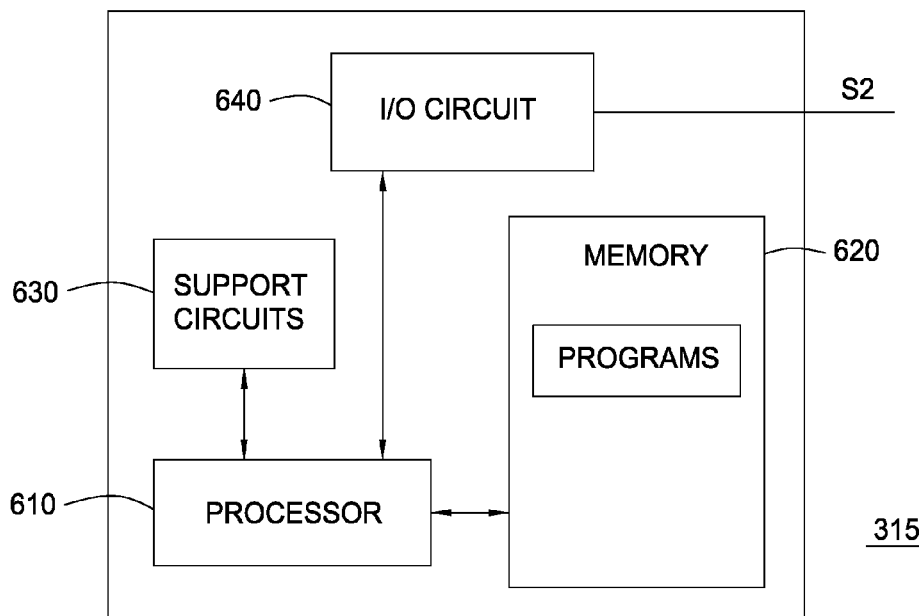 640
I/O CIRCUIT
S2
630
SUPPORT
CIRCUITS
MEMORY
620
PROGRAMS
610
PROCESSOR
315